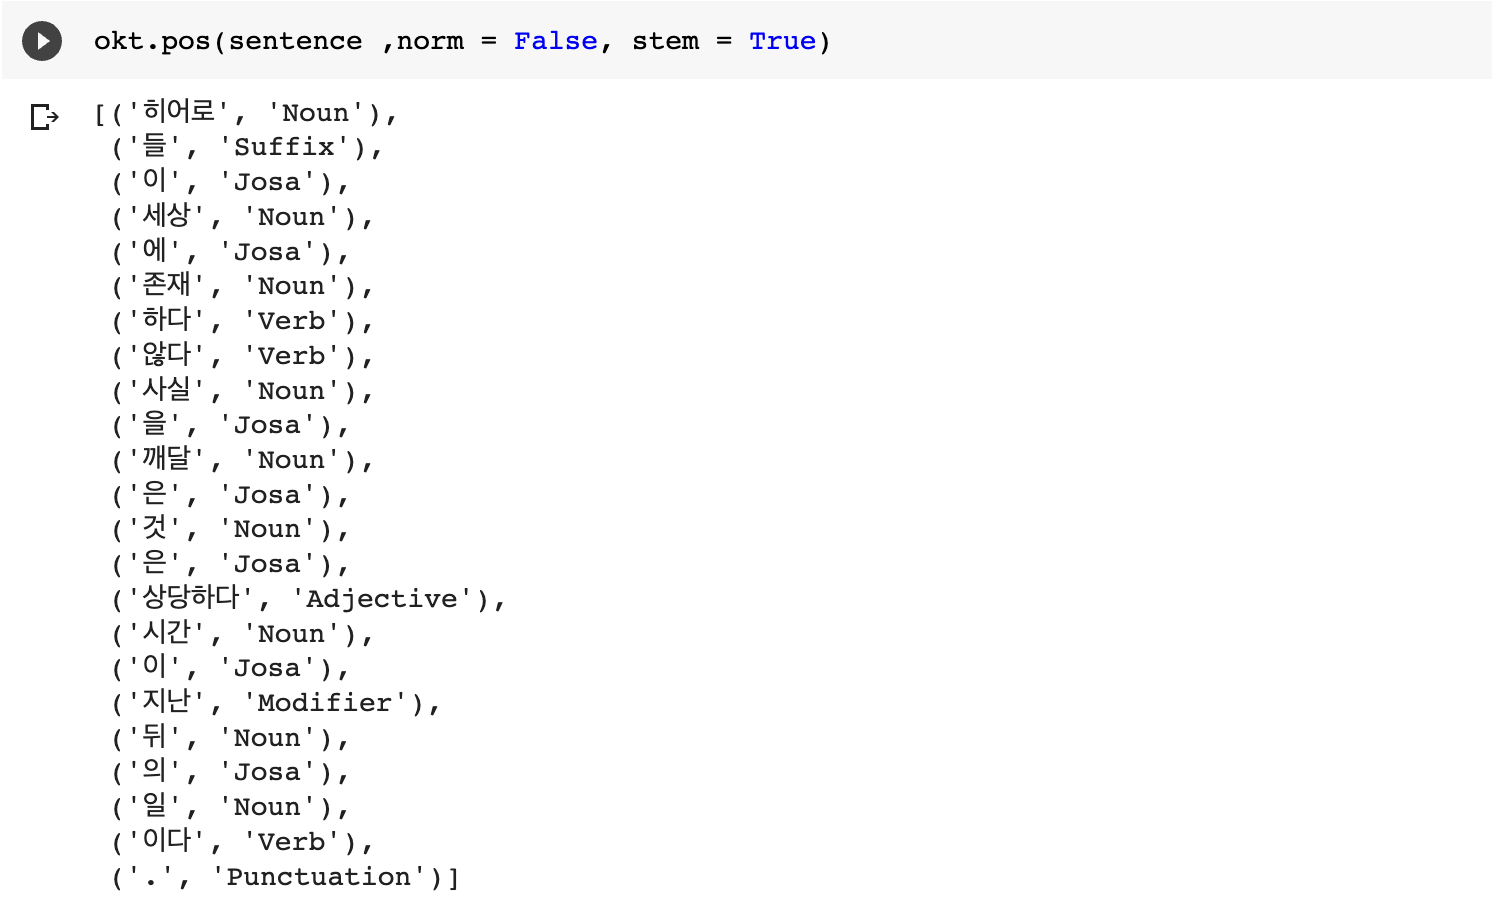 okt.pos(sentence ,norm = False, stem = True)
[('히어로', 'Noun'),
('들', 'Suffix'),
('이', 'Josa'),
('세상', 'Noun'),
('에', 'Josa'),
('존재', 'Noun'),
('하다', 'Verb'),
('않다', 'Verb'),
('사실', 'Noun'),
('을', 'Josa'),
('깨달', 'Noun'),
('은', 'Josa'),
('것', 'Noun'),
('은', 'Josa'),
('상당하다', 'Adjective'),
('시간', 'Noun'),
('이', 'Josa'),
('지난', 'Modifier'),
('뒤', 'Noun'),
('의', 'Josa'),
('일', 'Noun'),
('이다', 'Verb'),
('.', 'Punctuation')]